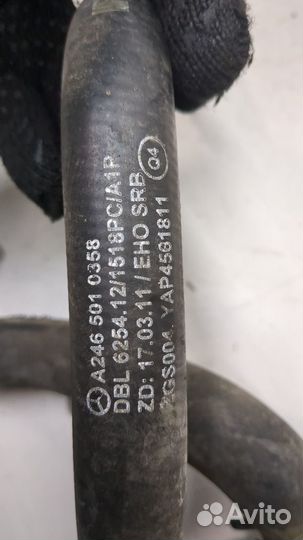 A246 501 0358
DBL 6254.12/1518PC/A1P
ZD: 17.03.11 / EHO SRB Q4
ZGS004 YAP4581811
Avito